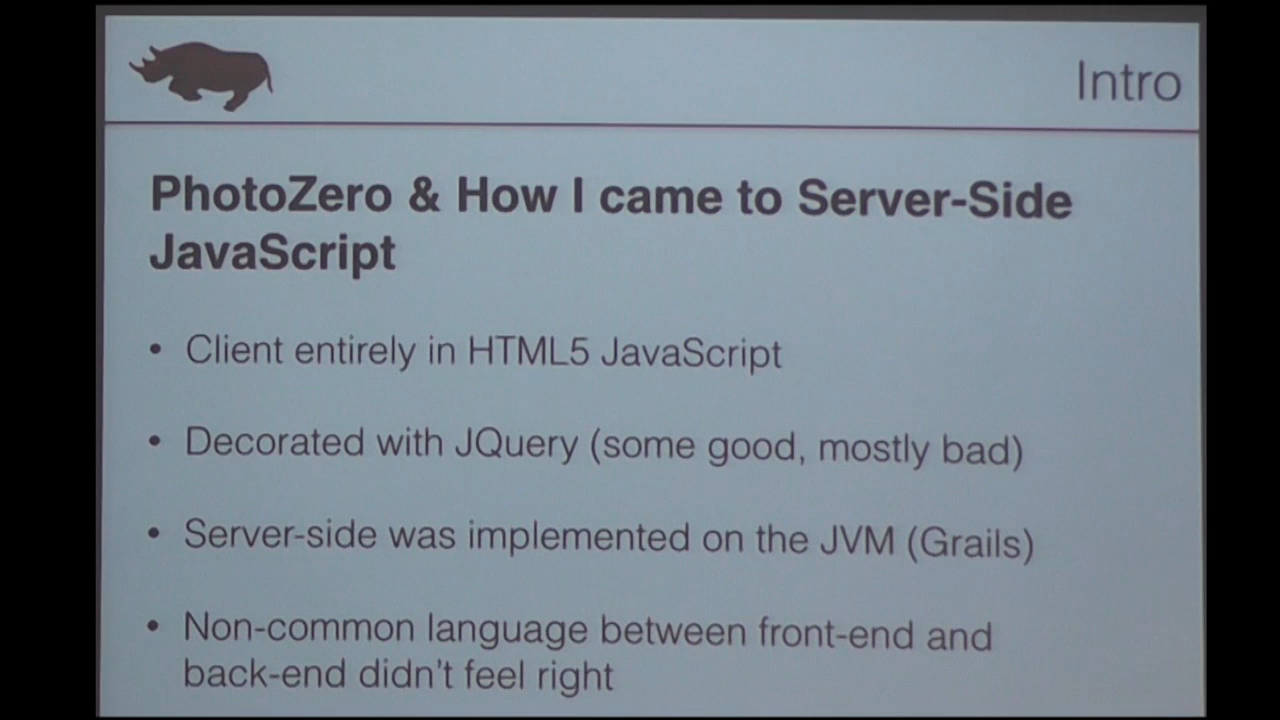 Intro
PhotoZero & How I came to Server-Side
JavaScript
• Client entirely in HTML5 JavaScript
• Decorated with JQuery (some good, mostly bad)
• Server-side was implemented on the JVM (Grails)
• Non-common language between front-end and
back-end didn't feel right